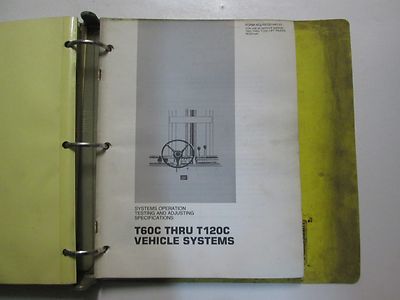 SYSTEMS OPERATION
TESTING AND ADJUSTING
SPECIFICATIONS
T60C THRU T120C
VEHICLE SYSTEMS